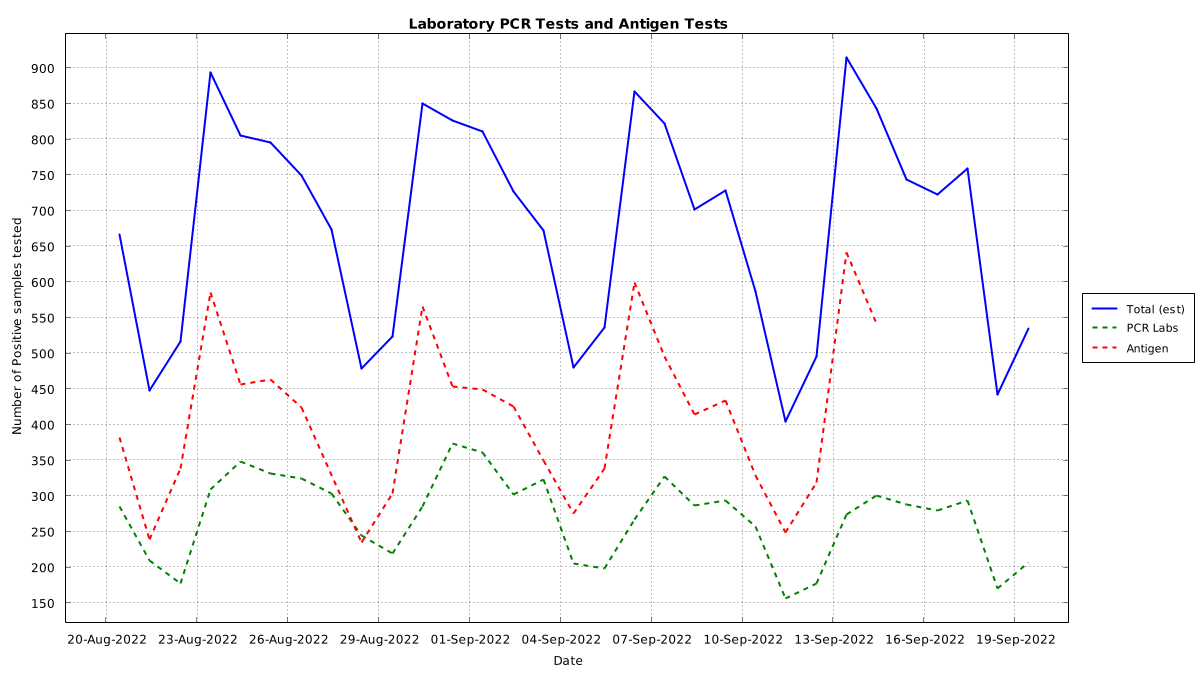 Laboratory PCR Tests and Antigen Tests
Number of Positive samples tested
900
850
800
750
700
650
600
550
500
450
400
350
300
250
200
150
20-Aug-2022 23-Aug-2022 26-Aug-2022 29-Aug-2022 01-Sep-2022 04-Sep-2022 07-Sep-2022 10-Sep-2022 13-Sep-2022 16-Sep-2022 19-Sep-2022
Date
Total (est)
PCR Labs
Antigen